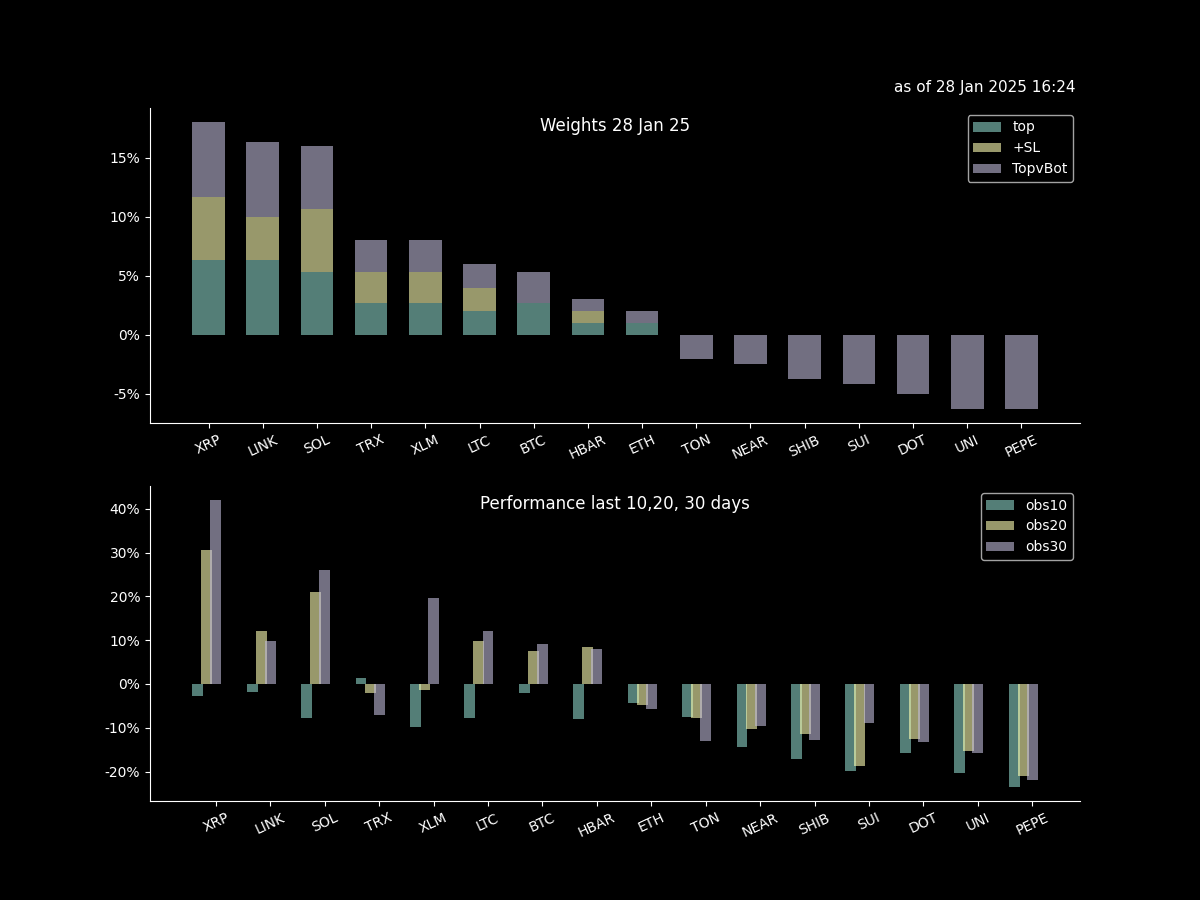 as of 28 Jan 2025 16:24
Weights 28 Jan 25
top
+SL
TopvBot
15%
10%
5%
0%
-5%
XRP LINK SOL TRX XLM LTC BTC HBAR ETH TON NEAR SHIB SUI DOT UNI PEPE
Performance last 10,20, 30 days
obs10
obs20
obs30
40%
30%
20%
10%
0%
-10%
-20%
XRP LINK SOL TRX XLM LTC BTC HBAR ETH TON NEAR SHIB SUI DOT UNI PEPE